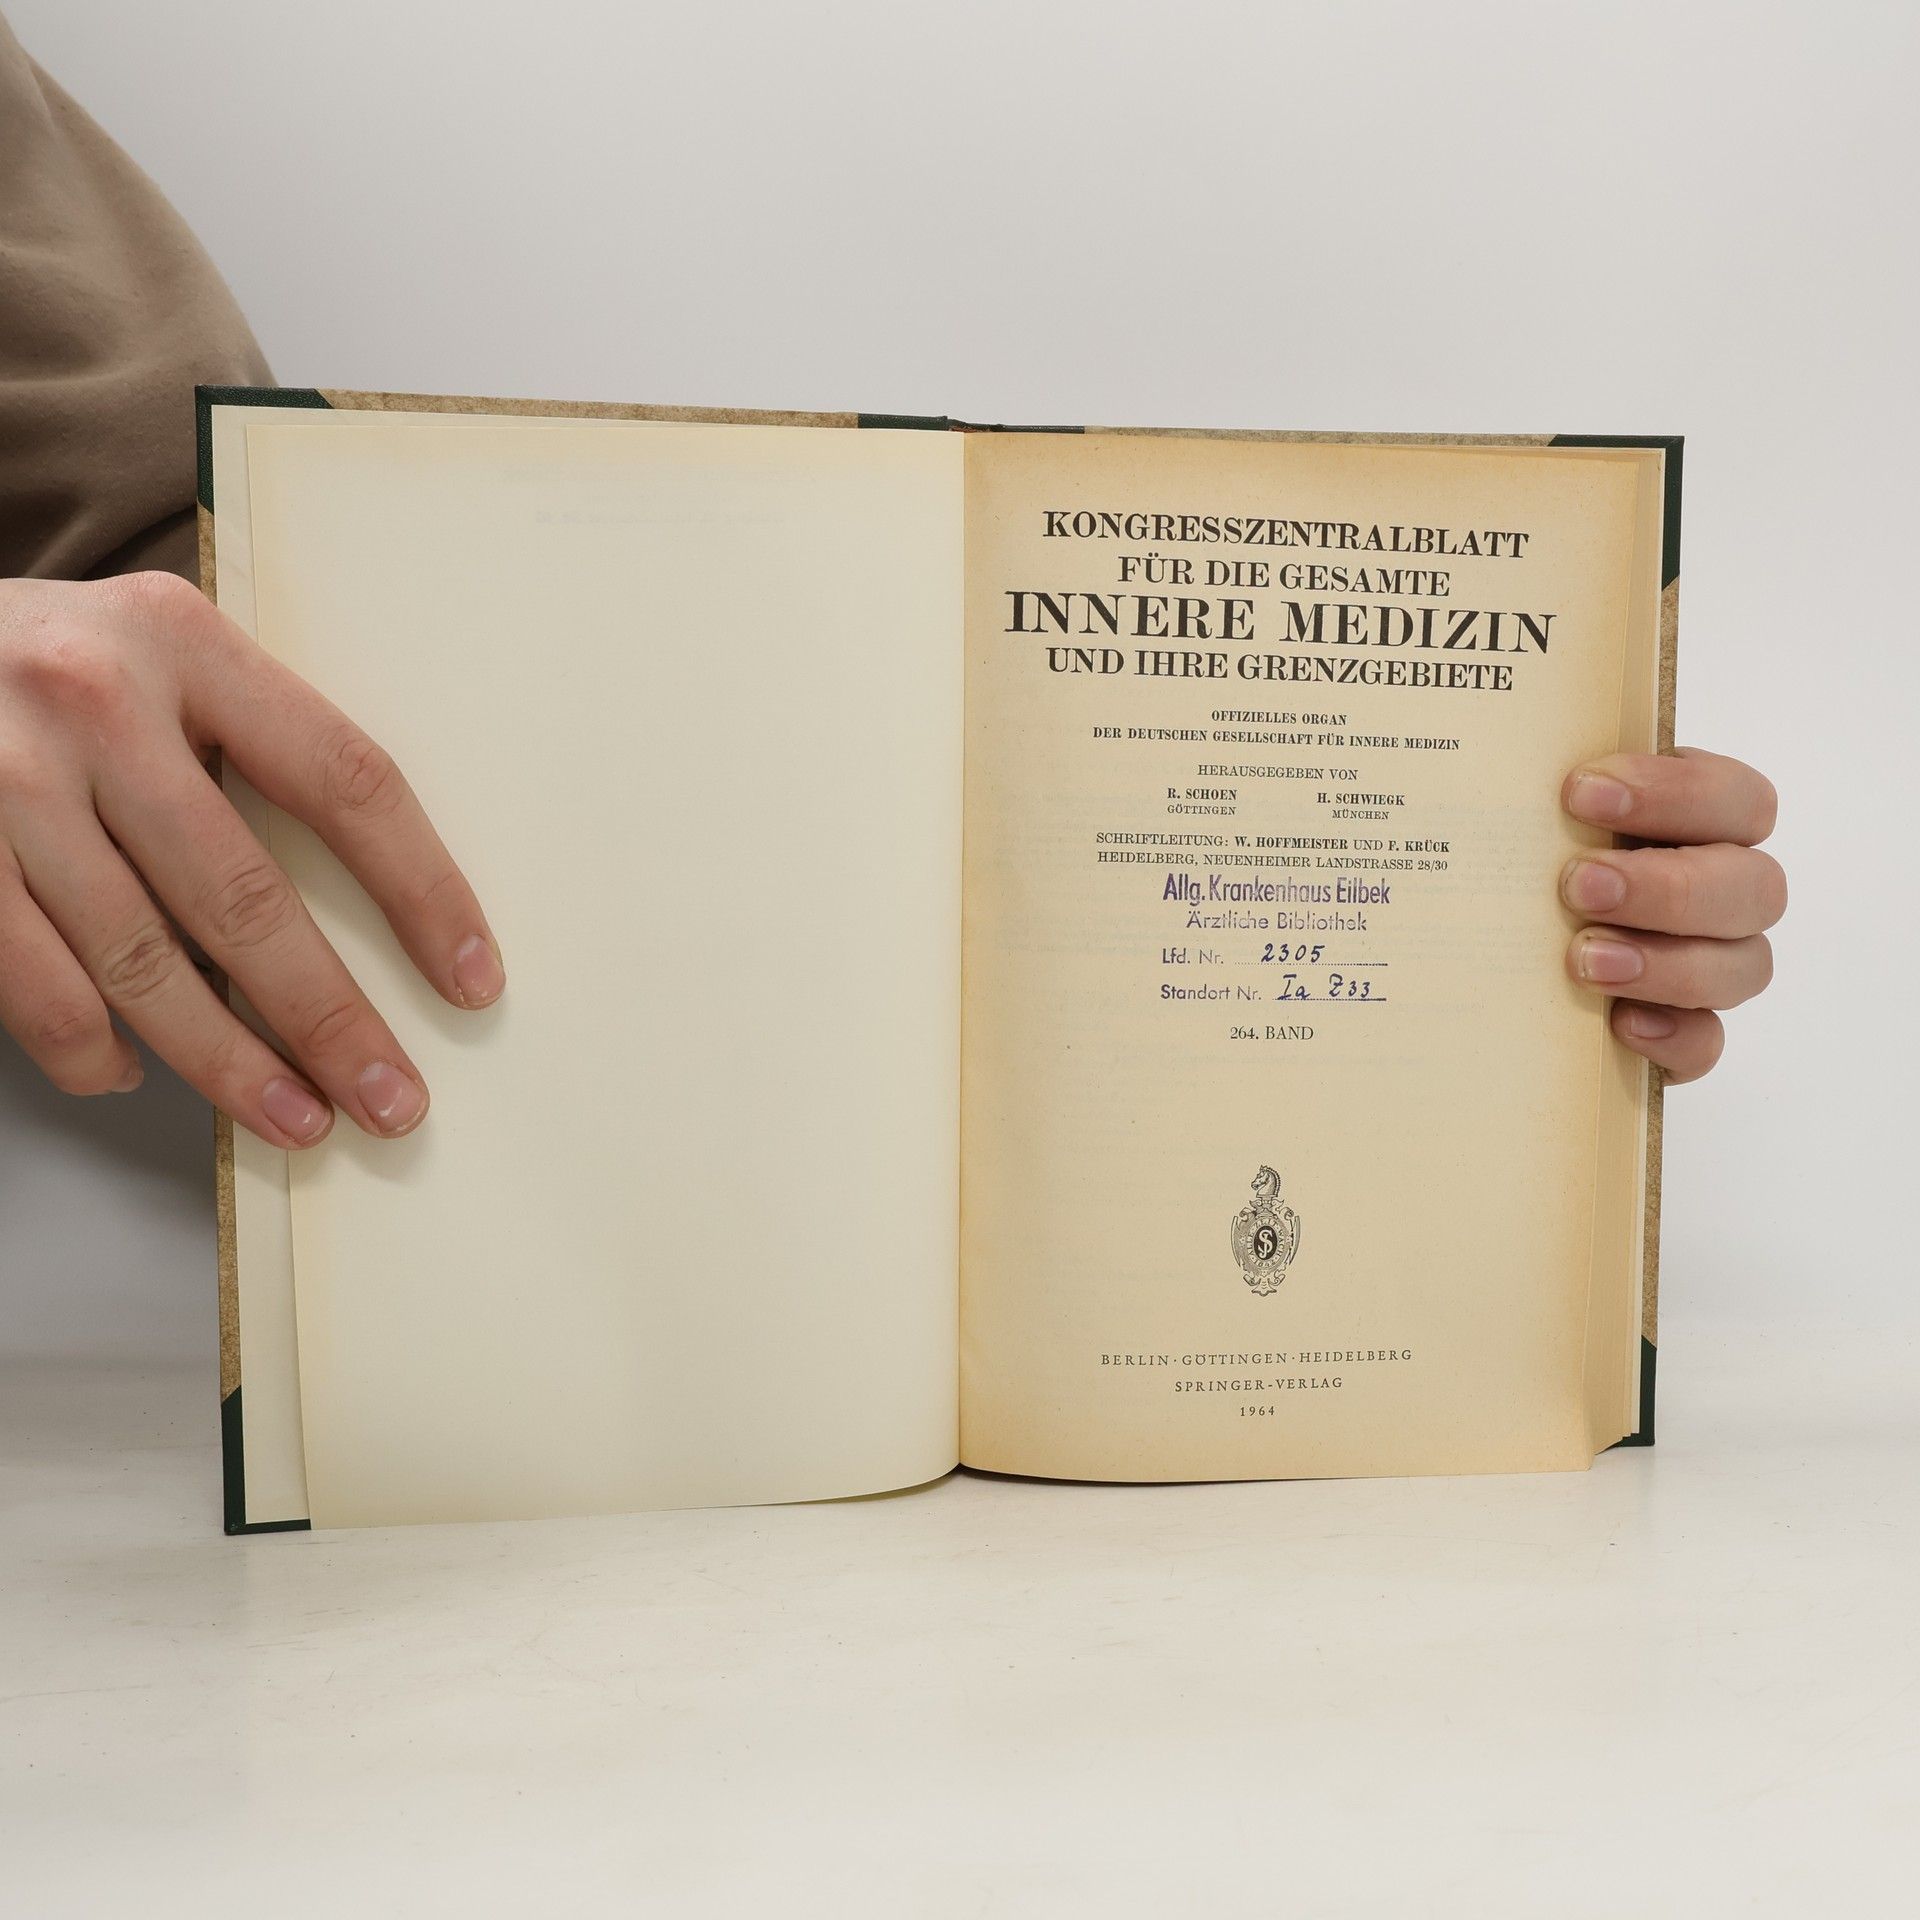 KONGRESSZENTRALBLATT
FÜR DIE GESAMTE
INNERE MEDIZIN
UND IHRE GRENZGEBIETE
OFFIZIELLES ORGAN
DER DEUTSCHEN GESELLSCHAFT FÜR INNERE MEDIZIN
HERAUSGEGEBEN VON
R. SCHOEN H. SCHWIEGK
GÖTTINGEN MÜNCHEN
SCHRIFTLEITUNG: W. HOFFMEISTER UND F. KRÜCK
HEIDELBERG, NEUENHEIMER LANDSTRASSE 28/30
Allg. Krankenhaus Eilbek
Ärztliche Bibliothek
Lfd. Nr. 2305
Standort Nr. Ia Z33
264. BAND
BERLIN · GÖTTINGEN · HEIDELBERG
SPRINGER-VERLAG
1964